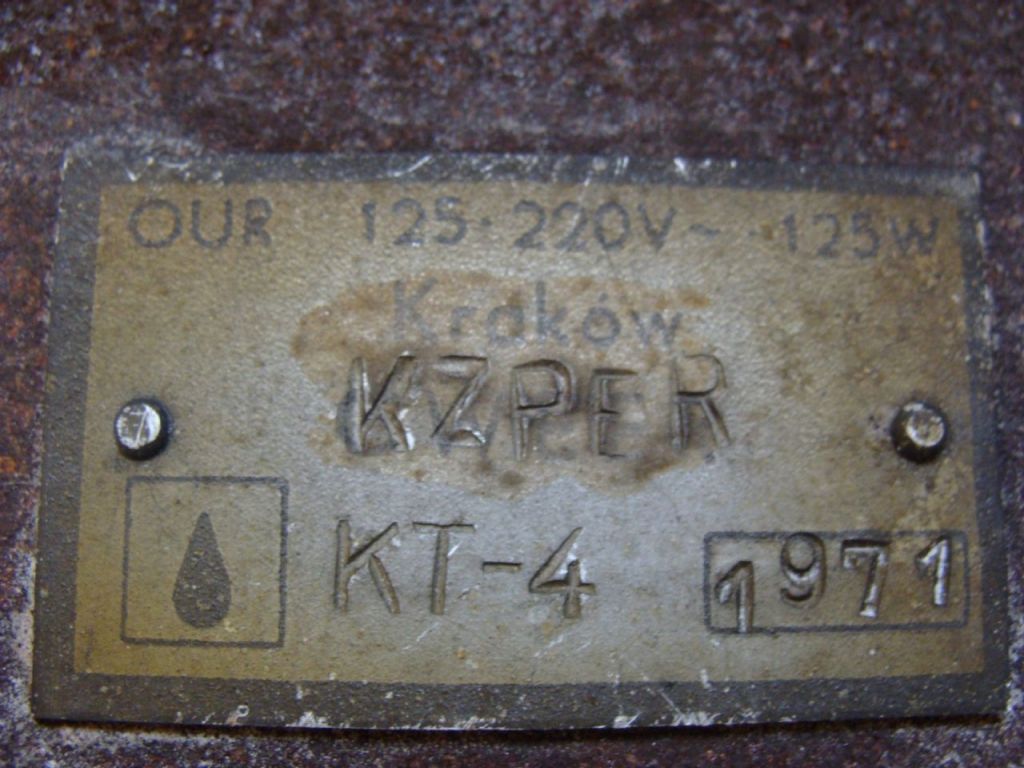 OUR 125·220V~ 125W
Kraków
KZPER
KT-4
1971